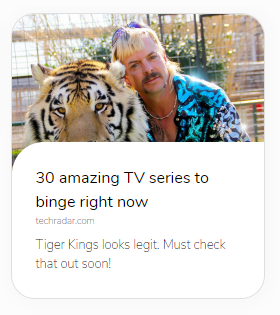 30 amazing TV series to
binge right now
techradar.com
Tiger Kings looks legit. Must check
that out soon!